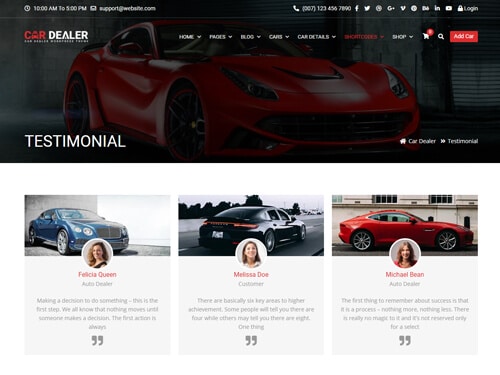 10:00 AM To 5:00 PM support@website.com (007) 123 456 7890 Login
CAR DEALER
CAR DEALER WORDPRESS THEME
HOME PAGES BLOG CARS CAR DETAILS SHORTCODES SHOP 0 Add Car
TESTIMONIAL
Car Dealer » Testimonial
Felicia Queen
Auto Dealer
Making a decision to do something – this is the
first step. We all know that nothing moves until
someone makes a decision. The first action is
always
Melissa Doe
Customer
There are basically six key areas to higher
achievement. Some people will tell you there are
four while others may tell you there are eight.
One thing
Michael Bean
Auto Dealer
The first thing to remember about success is that
it is a process – nothing more, nothing less. There
is really no magic to it and it's not reserved only
for a select